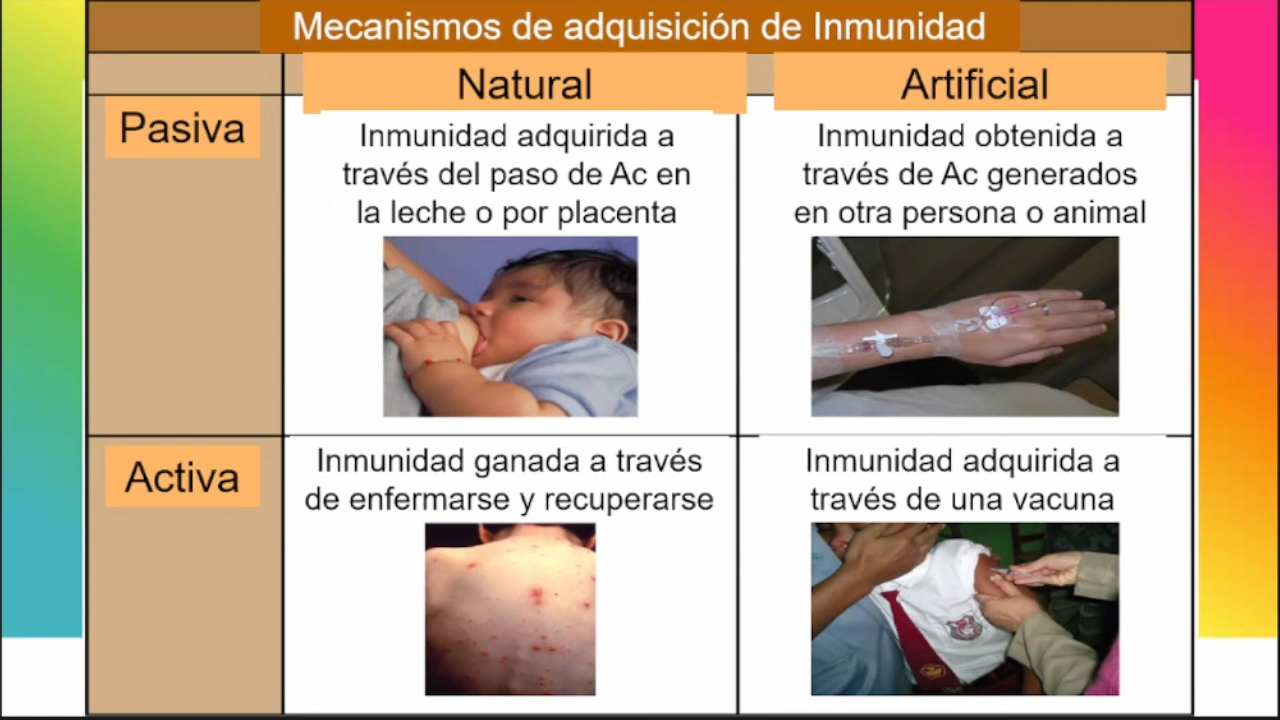 Mecanismos de adquisición de Inmunidad
Natural
Artificial
Pasiva
Inmunidad adquirida a
través del paso de Ac en
la leche o por placenta
Inmunidad obtenida a
través de Ac generados
en otra persona o animal
Activa
Inmunidad ganada a través
de enfermarse y recuperarse
Inmunidad adquirida a
través de una vacuna